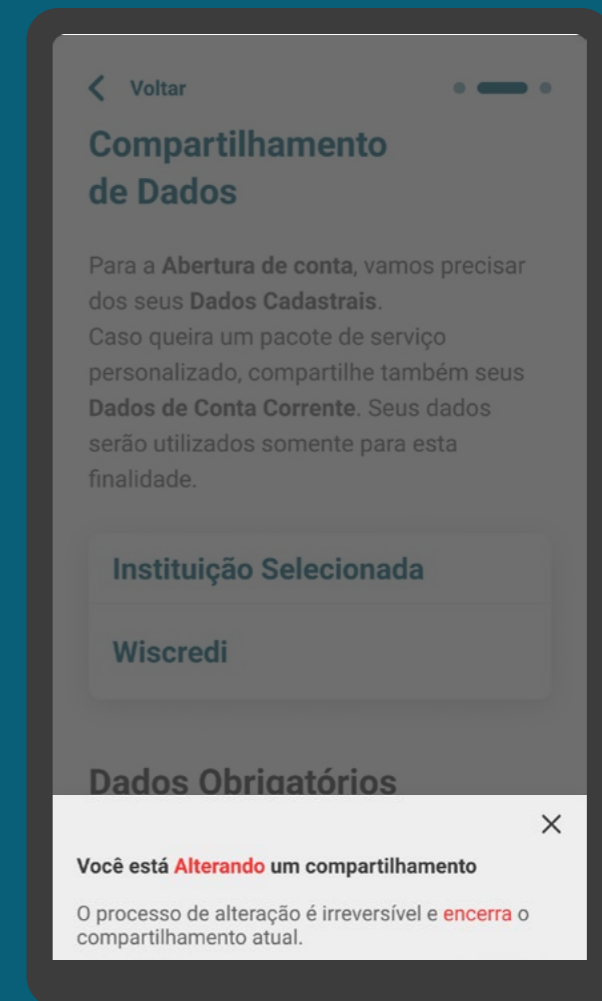 Voltar
Compartilhamento
de Dados
Para a Abertura de conta, vamos precisar
dos seus Dados Cadastrais.
Caso queira um pacote de serviço
personalizado, compartilhe também seus
Dados de Conta Corrente. Seus dados
serão utilizados somente para esta
finalidade.
Instituição Selecionada
Wiscredi
Dados Obrigatórios
Você está Alterando um compartilhamento
O processo de alteração é irreversível e encerra o
compartilhamento atual.